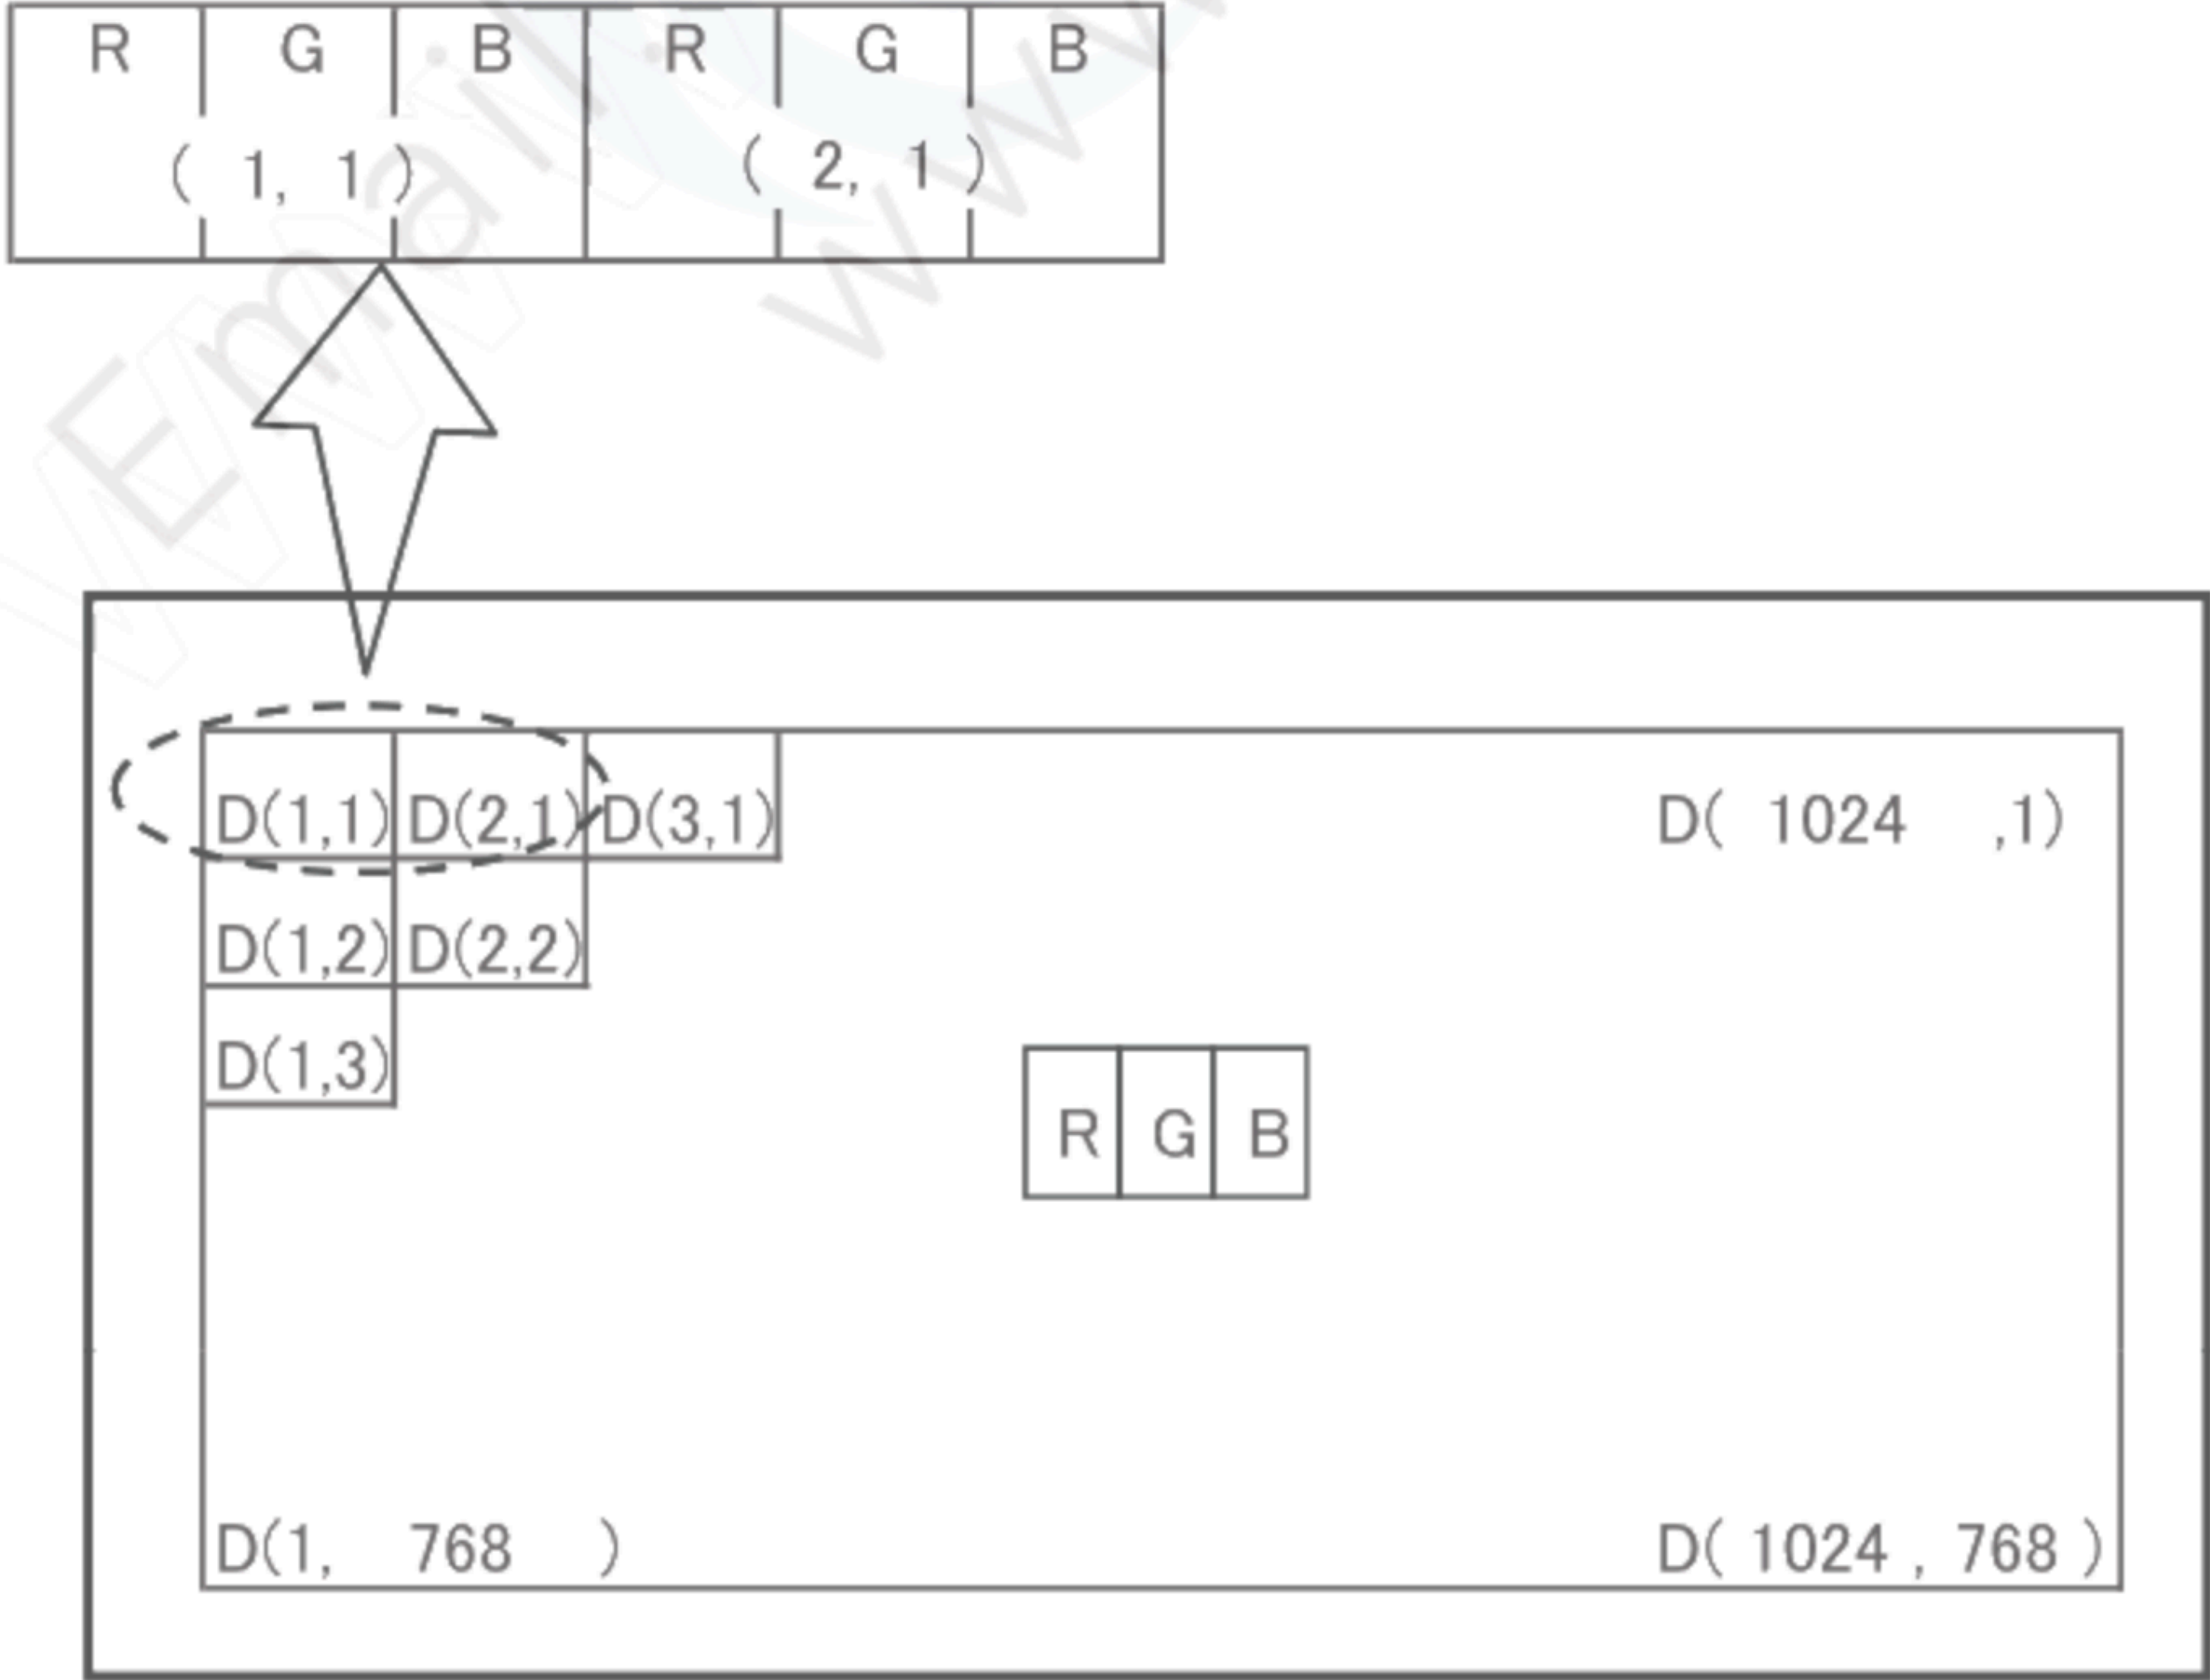 R G B R G B
( 1, 1 ) ( 2, 1 )
Email:
D(1,1) D(2,1) D(3,1) D( 1024 ,1)
D(1,2) D(2,2)
D(1,3)
R G B
D(1, 768 ) D( 1024 , 768 )